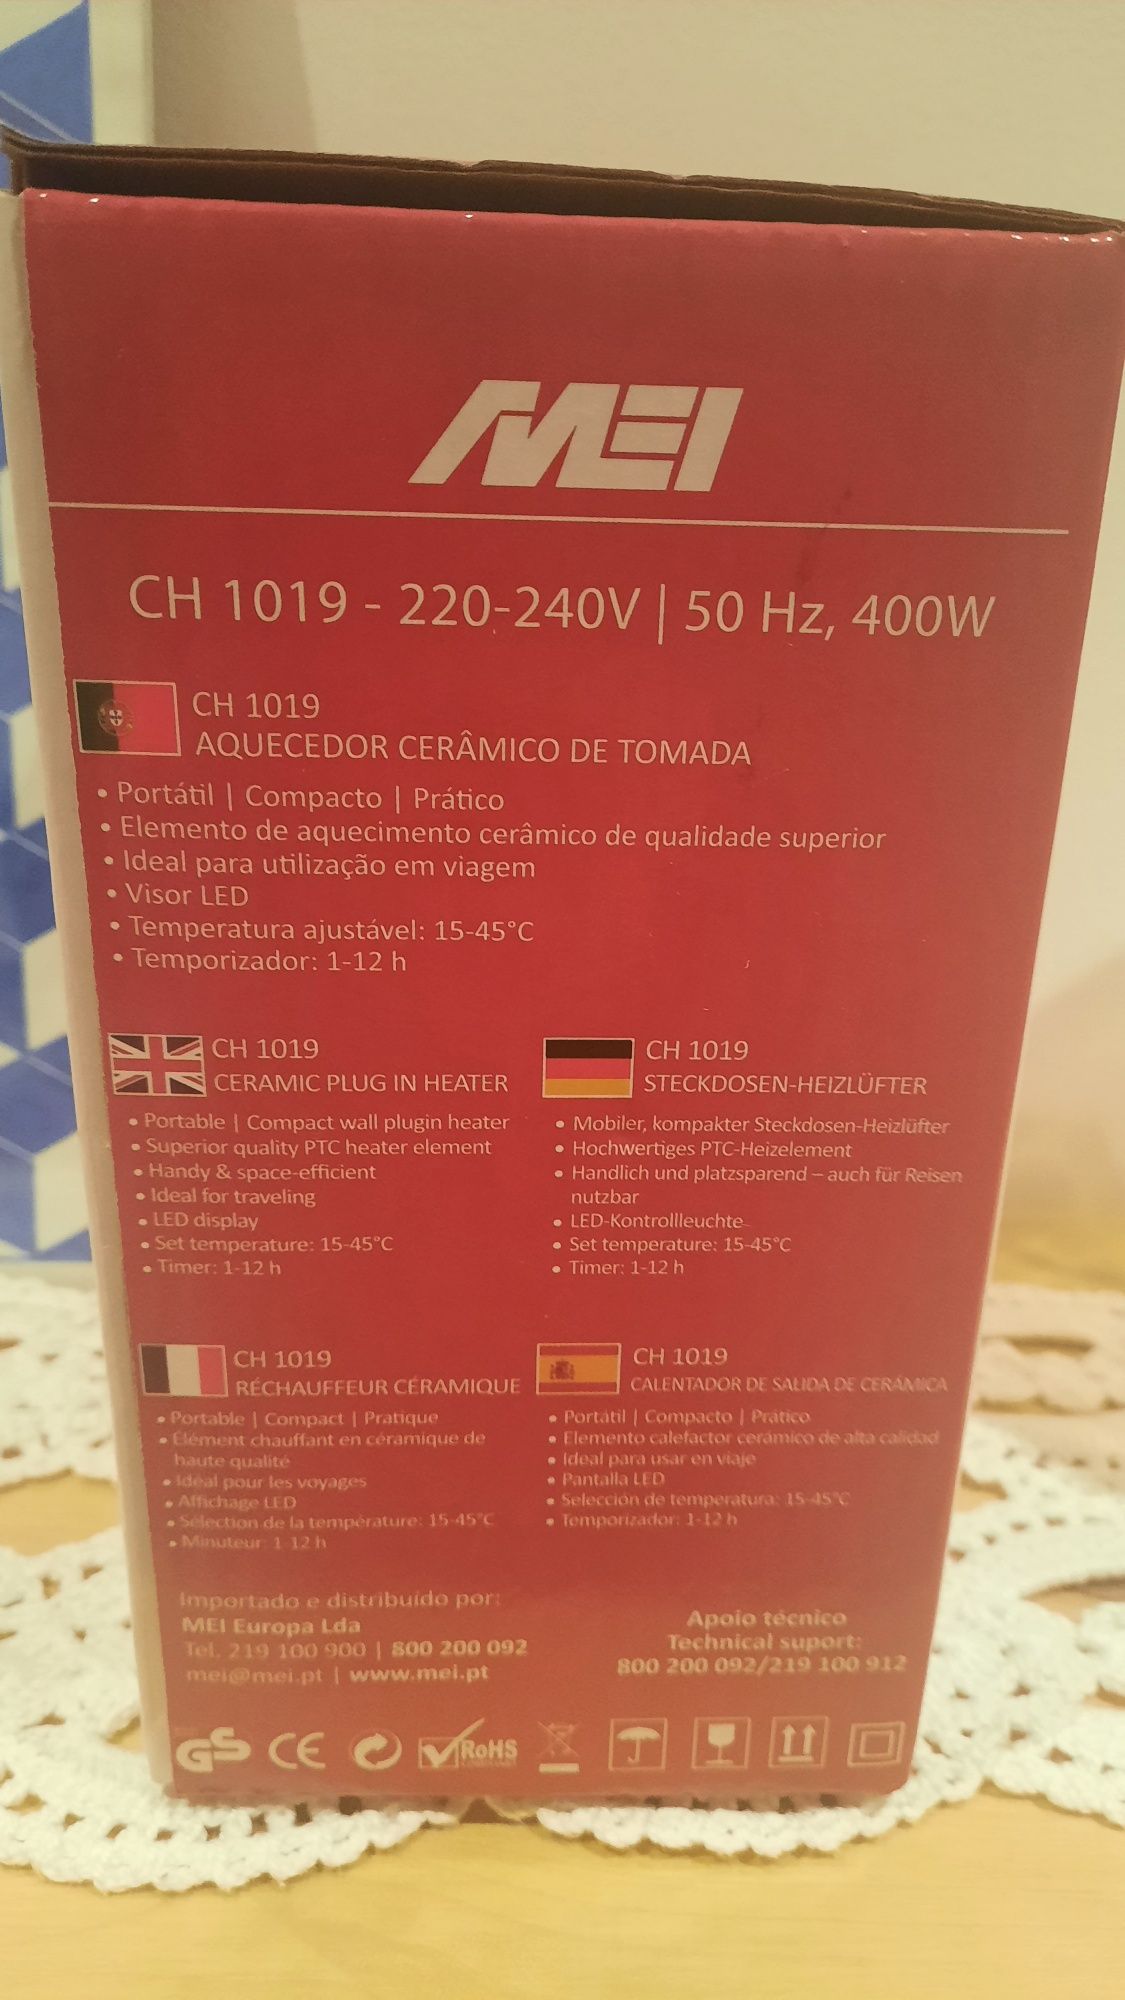 MEI
CH 1019 - 220-240V | 50 Hz, 400W
CH 1019
AQUECEDOR CERÂMICO DE TOMADA
• Portátil | Compacto | Prático
• Elemento de aquecimento cerâmico de qualidade superior
• Ideal para utilização em viagem
• Visor LED
• Temperatura ajustável: 15-45°C
• Temporizador: 1-12 h
CH 1019
CERAMIC PLUG IN HEATER
• Portable | Compact wall plugin heater
• Superior quality PTC heater element
• Handy & space-efficient
• Ideal for traveling
• LED display
• Set temperature: 15-45°C
• Timer: 1-12 h
CH 1019
STECKDOSEN-HEIZLÜFTER
• Mobiler, kompakter Steckdosen-Heizlüfter
• Hochwertiges PTC-Heizelement
• Handlich und platzsparend – auch für Reisen
nutzbar
• LED-Kontrollleuchte
• Set temperature: 15-45°C
• Timer: 1-12 h
CH 1019
RÉCHAUFFEUR CÉRAMIQUE
• Portable | Compact | Pratique
• Élément chauffant en céramique de
haute qualité
• Idéal pour les voyages
• Affichage LED
• Sélection de la température: 15-45°C
• Minuteur: 1-12 h
CH 1019
CALENTADOR DE SALIDA DE CERÁMICA
• Portátil | Compacto | Prático
• Elemento calefactor cerámico de alta calidad
• Ideal para usar en viaje
• Pantalla LED
• Selección de temperatura: 15-45°C
• Temporizador: 1-12 h
Importado e distribuído por:
MEI Europa Lda
Tel. 219 100 900 | 800 200 092
mei@mei.pt | www.mei.pt
Apoio técnico
Technical suport:
800 200 092/219 100 912
GS CE RoHS